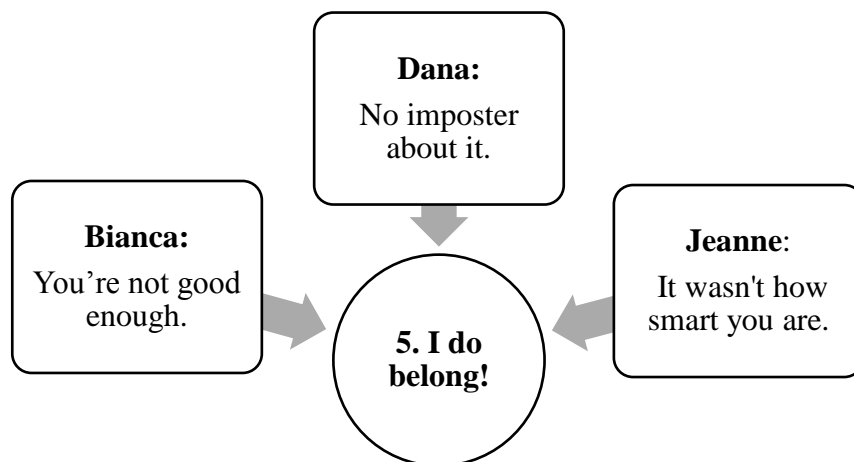 Dana:
No imposter
about it.
Bianca:
You’re not good
enough.
Jeanne:
It wasn't how
smart you are.
5. I do
belong!